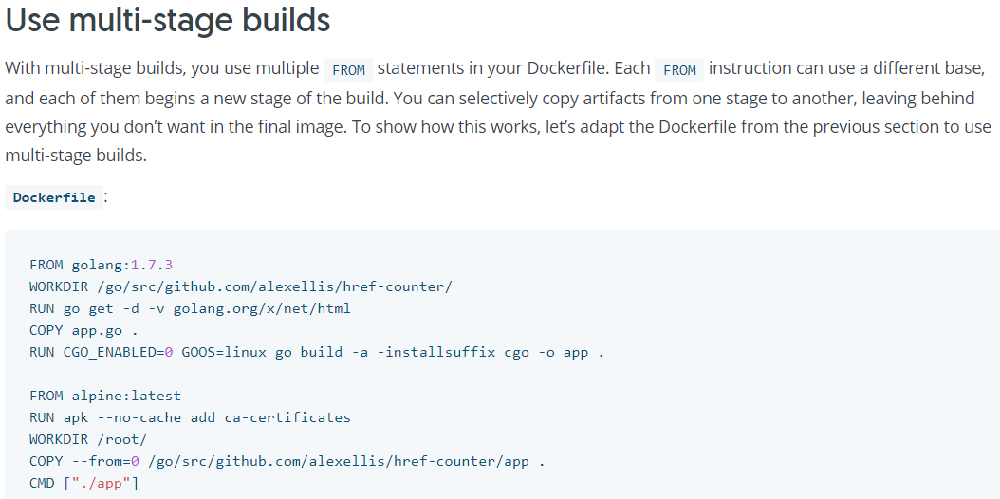 Use multi-stage builds
With multi-stage builds, you use multiple FROM statements in your Dockerfile. Each FROM instruction can use a different base,
and each of them begins a new stage of the build. You can selectively copy artifacts from one stage to another, leaving behind
everything you don’t want in the final image. To show how this works, let’s adapt the Dockerfile from the previous section to use
multi-stage builds.
Dockerfile :
FROM golang:1.7.3
WORKDIR /go/src/github.com/alexellis/href-counter/
RUN go get -d -v golang.org/x/net/html
COPY app.go .
RUN CGO_ENABLED=0 GOOS=linux go build -a -installsuffix cgo -o app .
FROM alpine:latest
RUN apk --no-cache add ca-certificates
WORKDIR /root/
COPY --from=0 /go/src/github.com/alexellis/href-counter/app .
CMD ["./app"]